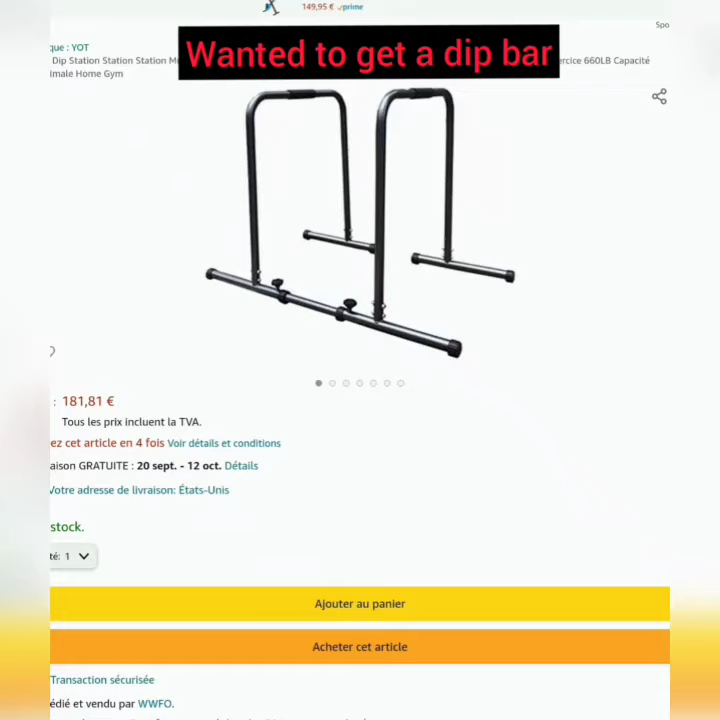 149,95 € prime
Spo
que : YOT
Wanted to get a dip bar
Dip Station Station Station M
ercice 660LB Capacité
imale Home Gym
: 181,81 €
Tous les prix incluent la TVA.
ez cet article en 4 fois Voir détails et conditions
aison GRATUITE : 20 sept. - 12 oct. Détails
Votre adresse de livraison: États-Unis
stock.
té: 1
Ajouter au panier
Acheter cet article
Transaction sécurisée
édié et vendu par WWFO.